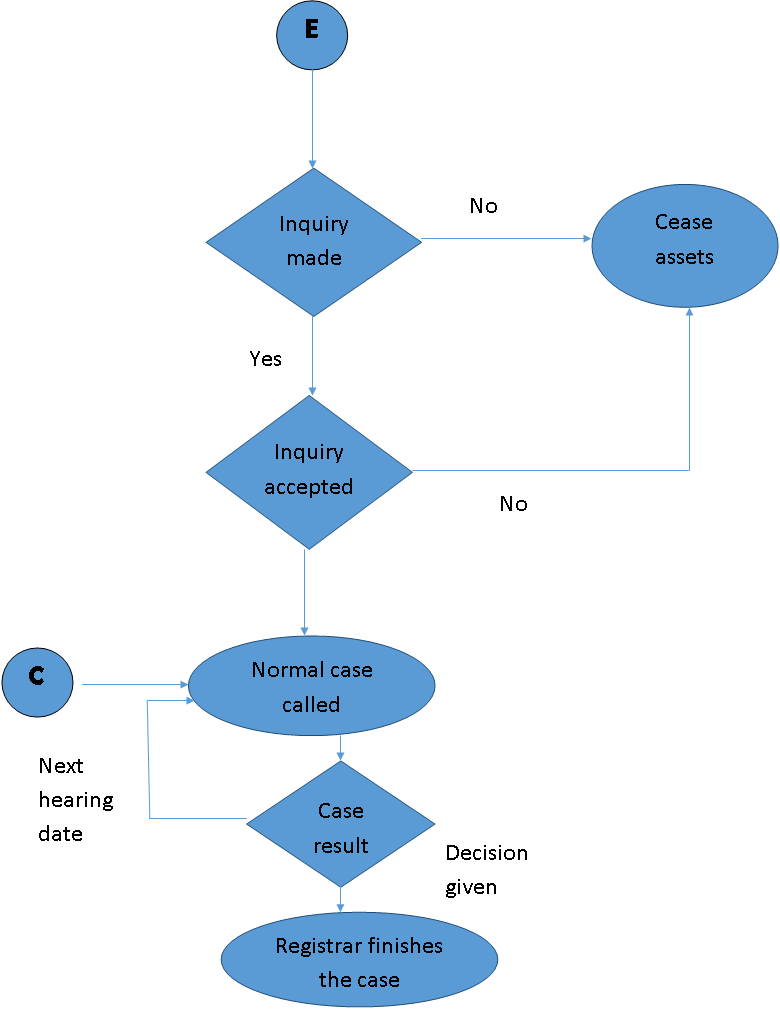 E
Inquiry
made
No
Cease
assets
Yes
Inquiry
accepted
No
C
Normal case
called
Next
hearing
date
Case
result
Decision
given
Registrar finishes
the case